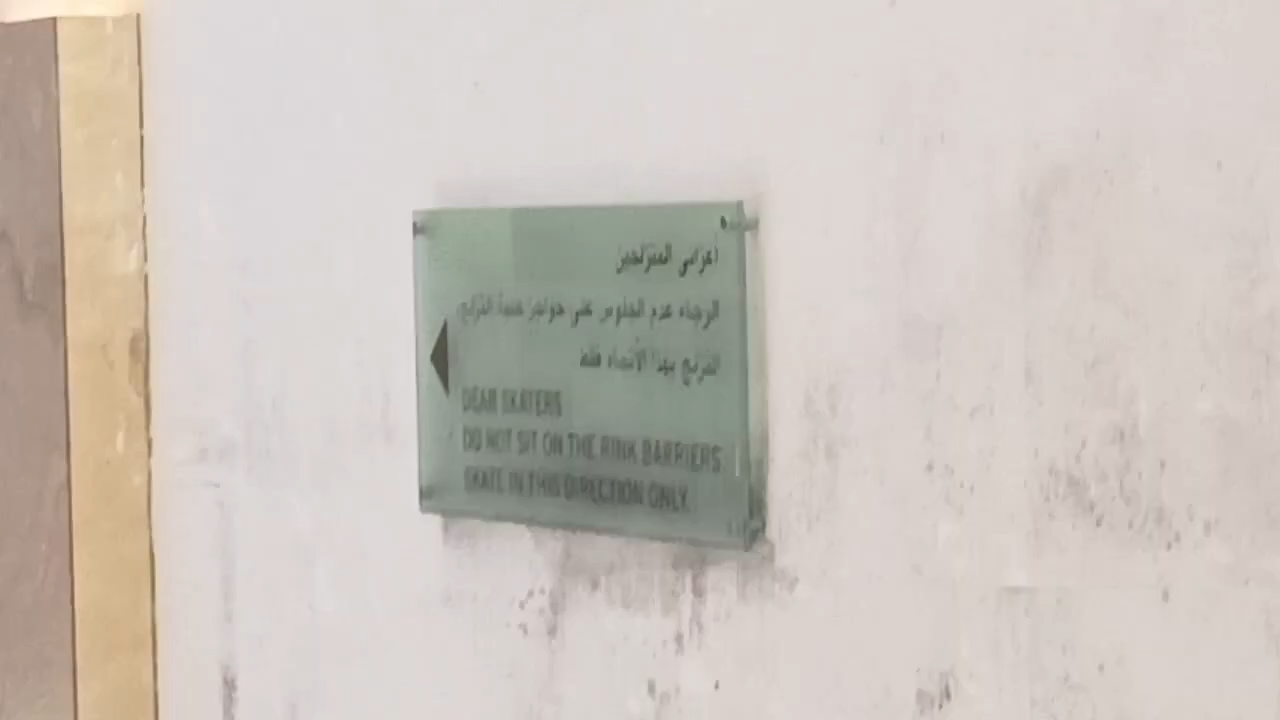 أعزائي المتزلجين
الرجاء عدم الجلوس على حواجز حلبة التزلج
التزلج بهذا الأتجاه فقط
DEAR SKATERS
DO NOT SIT ON THE RINK BARRIERS
SKATE IN THIS DIRECTION ONLY.